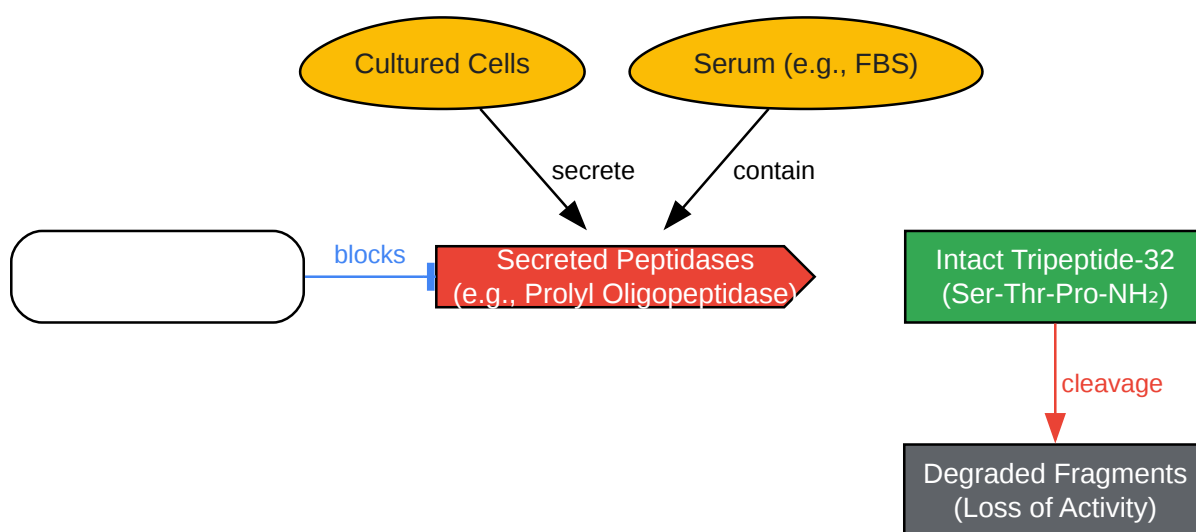 Cultured Cells
Serum (e.g., FBS)
secrete
contain
blocks
Secreted Peptidases
(e.g., Prolyl Oligopeptidase)
Intact Tripeptide-32
(Ser-Thr-Pro-NH₂)
cleavage
Degraded Fragments
(Loss of Activity)